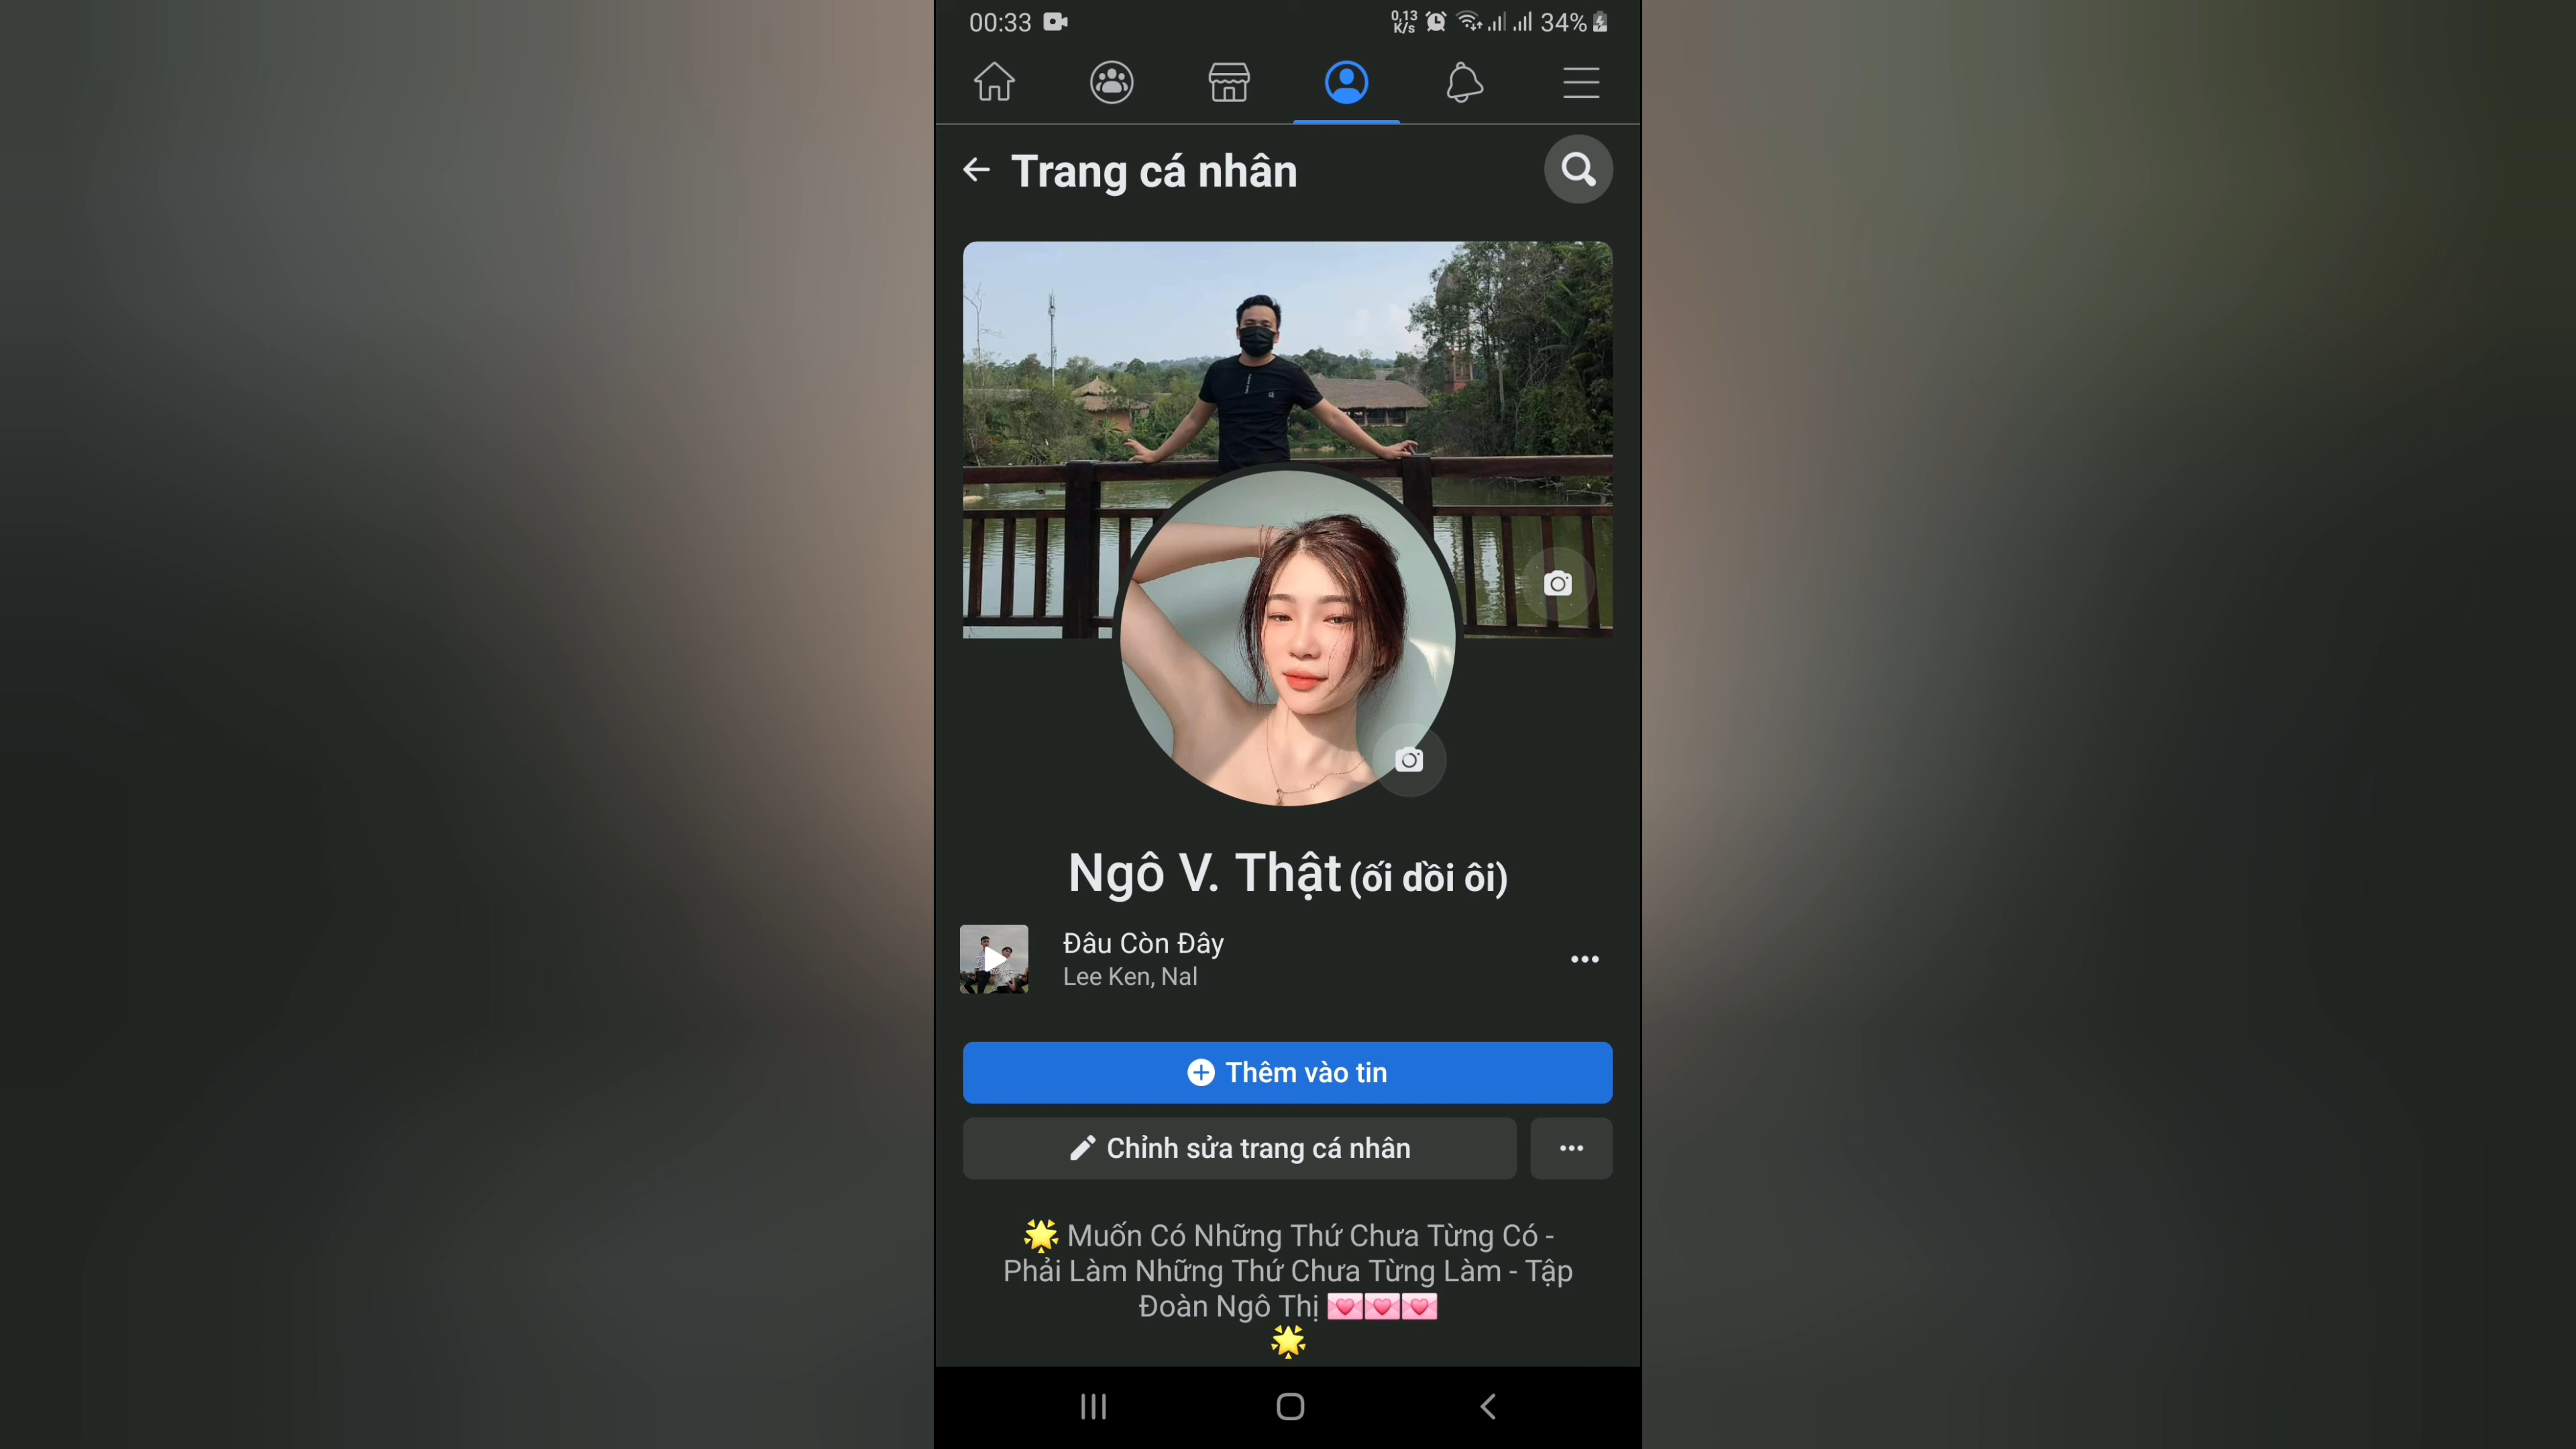 00:33
0,13 K/s
34%
Trang cá nhân
Ngô V. Thật (ối dồi ôi)
Đâu Còn Đây
Lee Ken, Nal
Thêm vào tin
Chỉnh sửa trang cá nhân
🌟 Muốn Có Những Thứ Chưa Từng Có -
Phải Làm Những Thứ Chưa Từng Làm - Tập
Đoàn Ngô Thị 💌💌💌
🌟